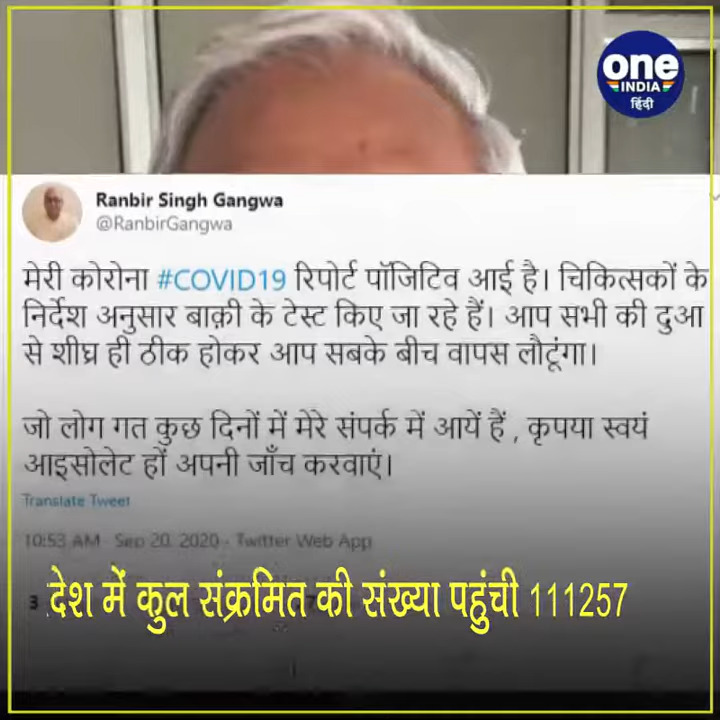 one
INDIA
हिंदी
Ranbir Singh Gangwa
@RanbirGangwa
मेरी कोरोना #COVID19 रिपोर्ट पॉजिटिव आई है। चिकित्सकों के
निर्देश अनुसार बाक़ी के टेस्ट किए जा रहे हैं। आप सभी की दुआ
से शीघ्र ही ठीक होकर आप सबके बीच वापस लौटूंगा।
जो लोग गत कुछ दिनों में मेरे संपर्क में आयें हैं , कृपया स्वयं
आइसोलेट हों अपनी जाँच करवाएं।
Translate Tweet
10:53 AM · Sep 20, 2020 · Twitter Web App
देश में कुल संक्रमित की संख्या पहुंची 111257